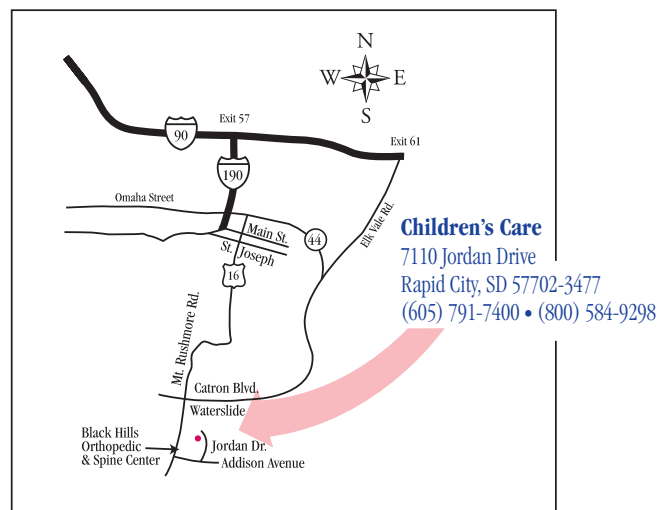 N
W
E
S
Exit 57
90
Exit 61
190
Omaha Street
Main St.
44
Elk Vale Rd.
St. Joseph
16
Children's Care
7110 Jordan Drive
Rapid City, SD 57702-3477
(605) 791-7400 • (800) 584-9298
Mt. Rushmore Rd.
Catron Blvd.
Waterslide
Black Hills
Orthopedic
& Spine Center
Jordan Dr.
Addison Avenue